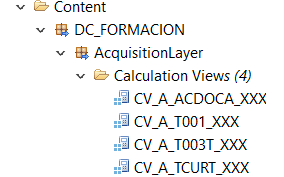 Content
DC_FORMACION
AcquisitionLayer
Calculation Views (4)
CV_A_ACDOCA_XXX
CV_A_T001_XXX
CV_A_T003T_XXX
CV_A_TCURT_XXX